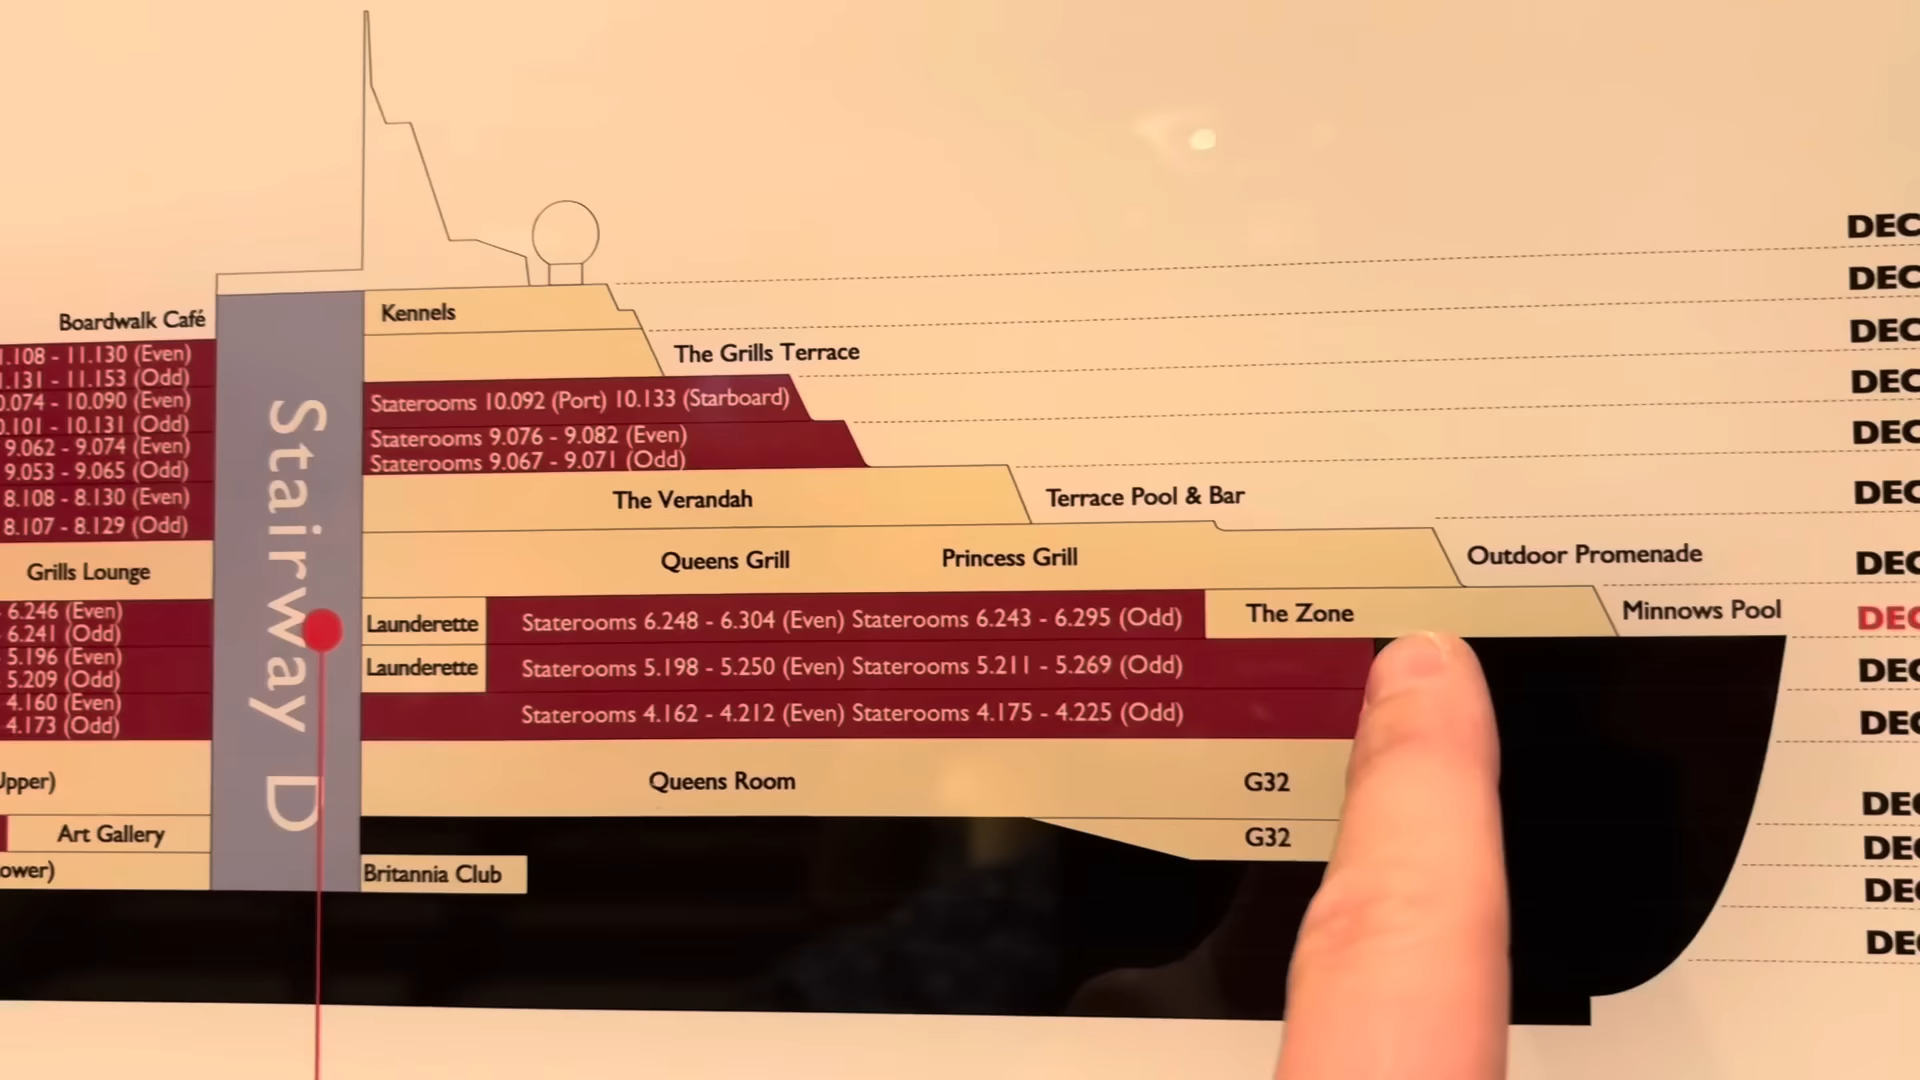 Boardwalk Café
Kennels
The Grills Terrace
1.108 - 11.130 (Even)
1.131 - 11.153 (Odd)
0.074 - 10.090 (Even)
0.101 - 10.131 (Odd)
9.062 - 9.074 (Even)
9.053 - 9.065 (Odd)
8.108 - 8.130 (Even)
8.107 - 8.129 (Odd)
Grills Lounge
6.246 (Even)
6.241 (Odd)
5.196 (Even)
5.209 (Odd)
4.160 (Even)
4.173 (Odd)
Upper)
Art Gallery
ower)
Stairway D
Staterooms 10.092 (Port) 10.133 (Starboard)
Staterooms 9.076 - 9.082 (Even)
Staterooms 9.067 - 9.071 (Odd)
The Verandah
Terrace Pool & Bar
Queens Grill
Princess Grill
Outdoor Promenade
Launderette
Staterooms 6.248 - 6.304 (Even) Staterooms 6.243 - 6.295 (Odd)
The Zone
Minnows Pool
Launderette
Staterooms 5.198 - 5.250 (Even) Staterooms 5.211 - 5.269 (Odd)
Staterooms 4.162 - 4.212 (Even) Staterooms 4.175 - 4.225 (Odd)
Queens Room
G32
G32
Britannia Club
DEC
DEC
DEC
DEC
DEC
DEC
DEC
DEC
DEC
DEC
DEC
DEC
DEC
DEC